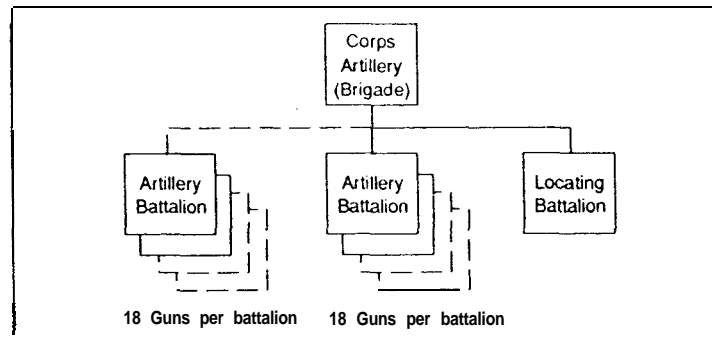 Corps
Artillery
(Brigade)
Artillery
Battalion
Artillery
Battalion
Locating
Battalion
18 Guns per battalion
18 Guns per battalion